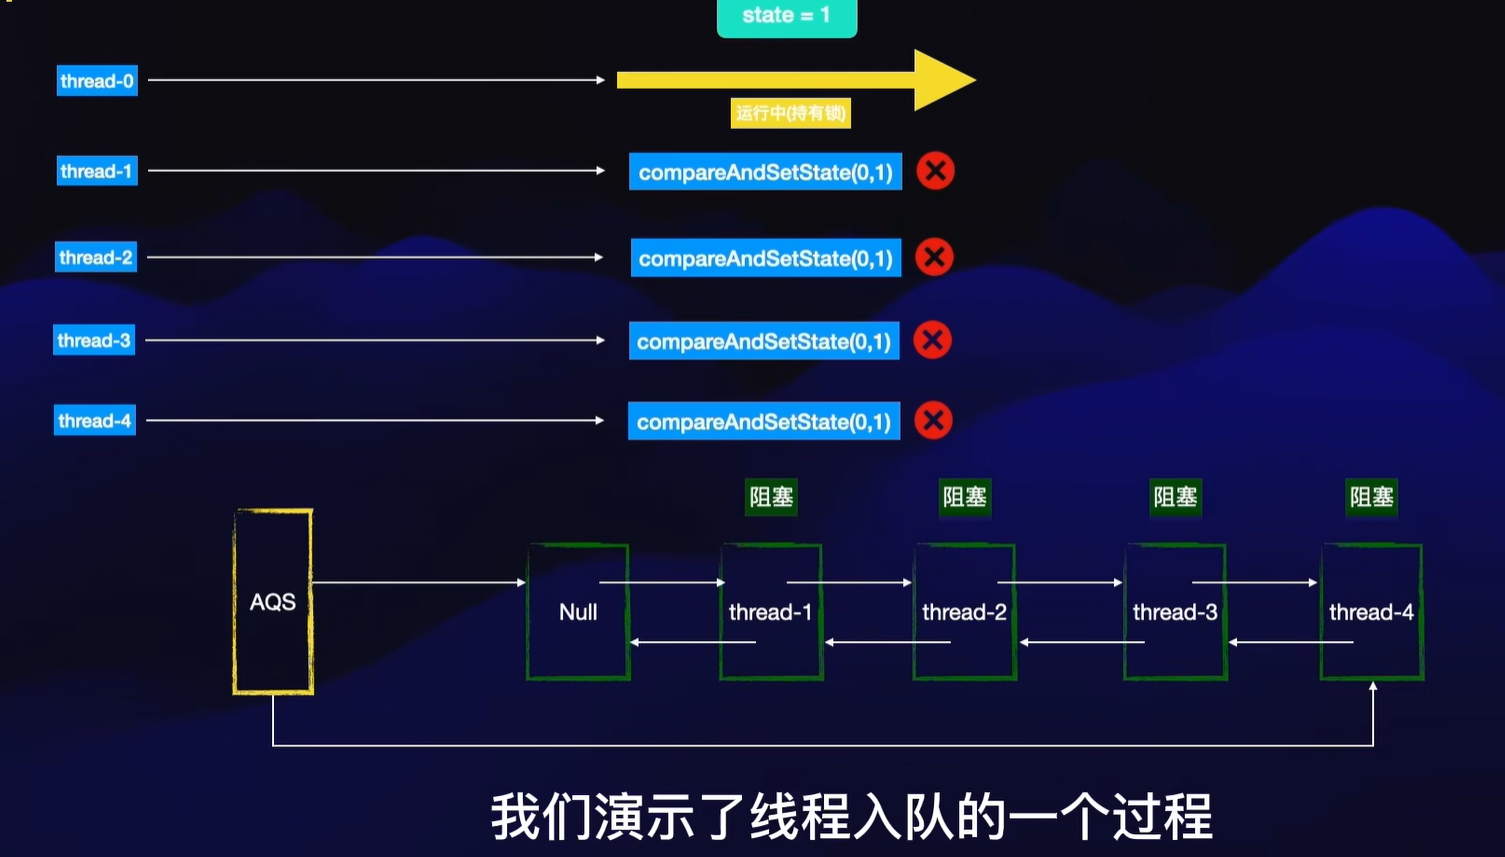 state = 1
thread-0
运行中(持有锁)
thread-1
compareAndSetState(0,1)
thread-2
compareAndSetState(0,1)
thread-3
compareAndSetState(0,1)
thread-4
compareAndSetState(0,1)
阻塞
阻塞
阻塞
阻塞
AQS
Null
thread-1
thread-2
thread-3
thread-4
我们演示了线程入队的一个过程